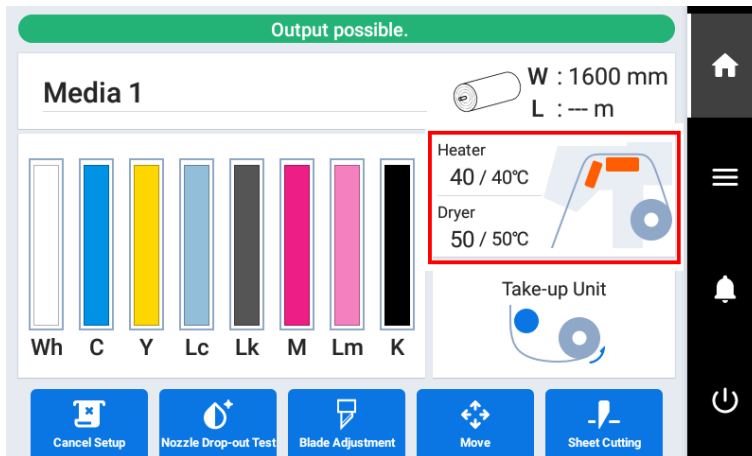 Output possible.
Media 1
W : 1600 mm
L : --- m
Heater
40 / 40℃
Dryer
50 / 50℃
Take-up Unit
Wh C Y Lc Lk M Lm K
Cancel Setup Nozzle Drop-out Test Blade Adjustment Move Sheet Cutting